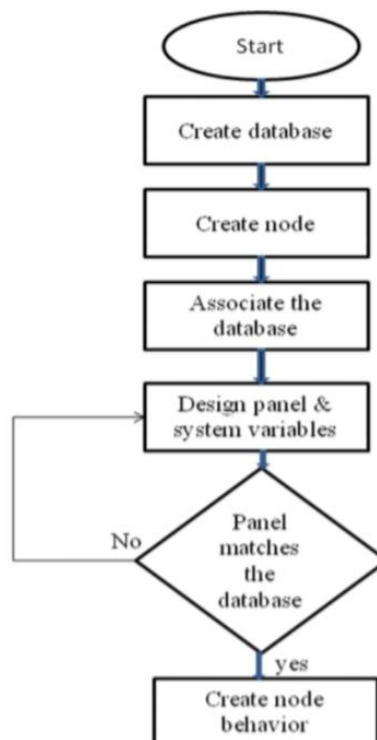 Start
Create database
Create node
Associate the
database
Design panel &
system variables
Panel
matches
the
database
No
yes
Create node
behavior